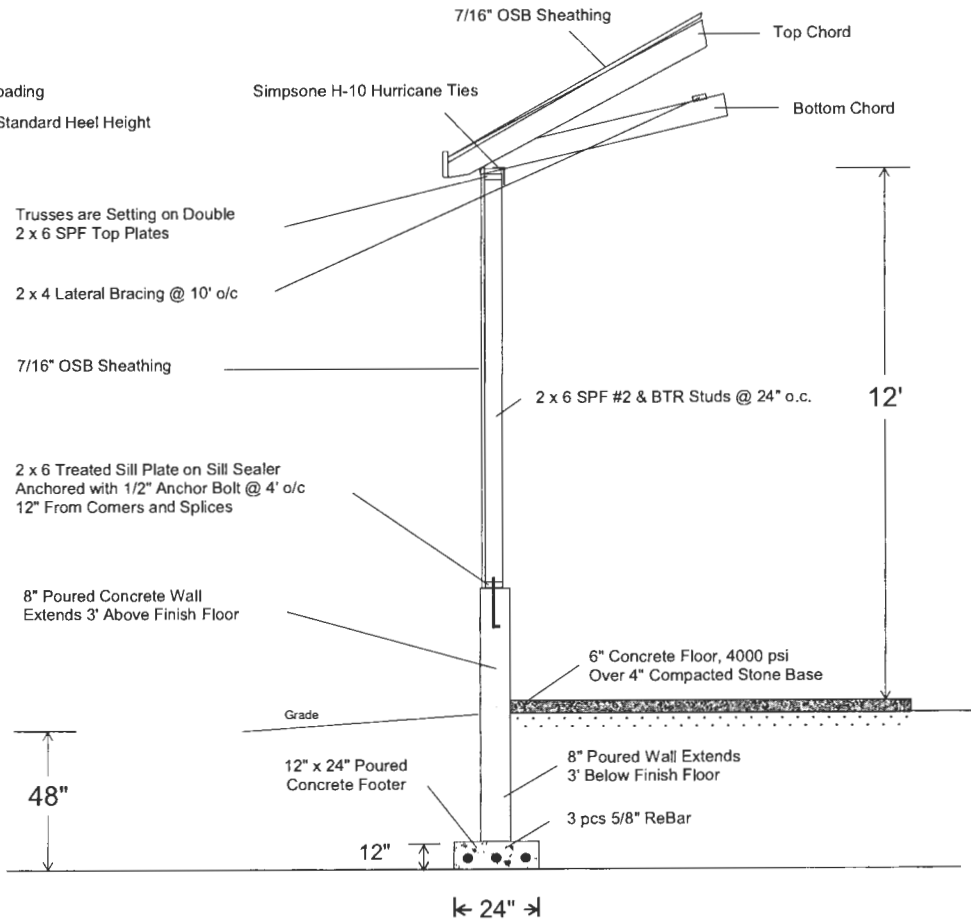 7/16" OSB Sheathing
Top Chord
oading
Simpsone H-10 Hurricane Ties
Bottom Chord
Standard Heel Height
Trusses are Setting on Double
2 x 6 SPF Top Plates
2 x 4 Lateral Bracing @ 10' o/c
7/16" OSB Sheathing
2 x 6 SPF #2 & BTR Studs @ 24" o.c.
12'
2 x 6 Treated Sill Plate on Sill Sealer
Anchored with 1/2" Anchor Bolt @ 4' o/c
12" From Corners and Splices
8" Poured Concrete Wall
Extends 3' Above Finish Floor
6" Concrete Floor, 4000 psi
Over 4" Compacted Stone Base
Grade
12" x 24" Poured
Concrete Footer
8" Poured Wall Extends
3' Below Finish Floor
48"
3 pcs 5/8" ReBar
12"
24"